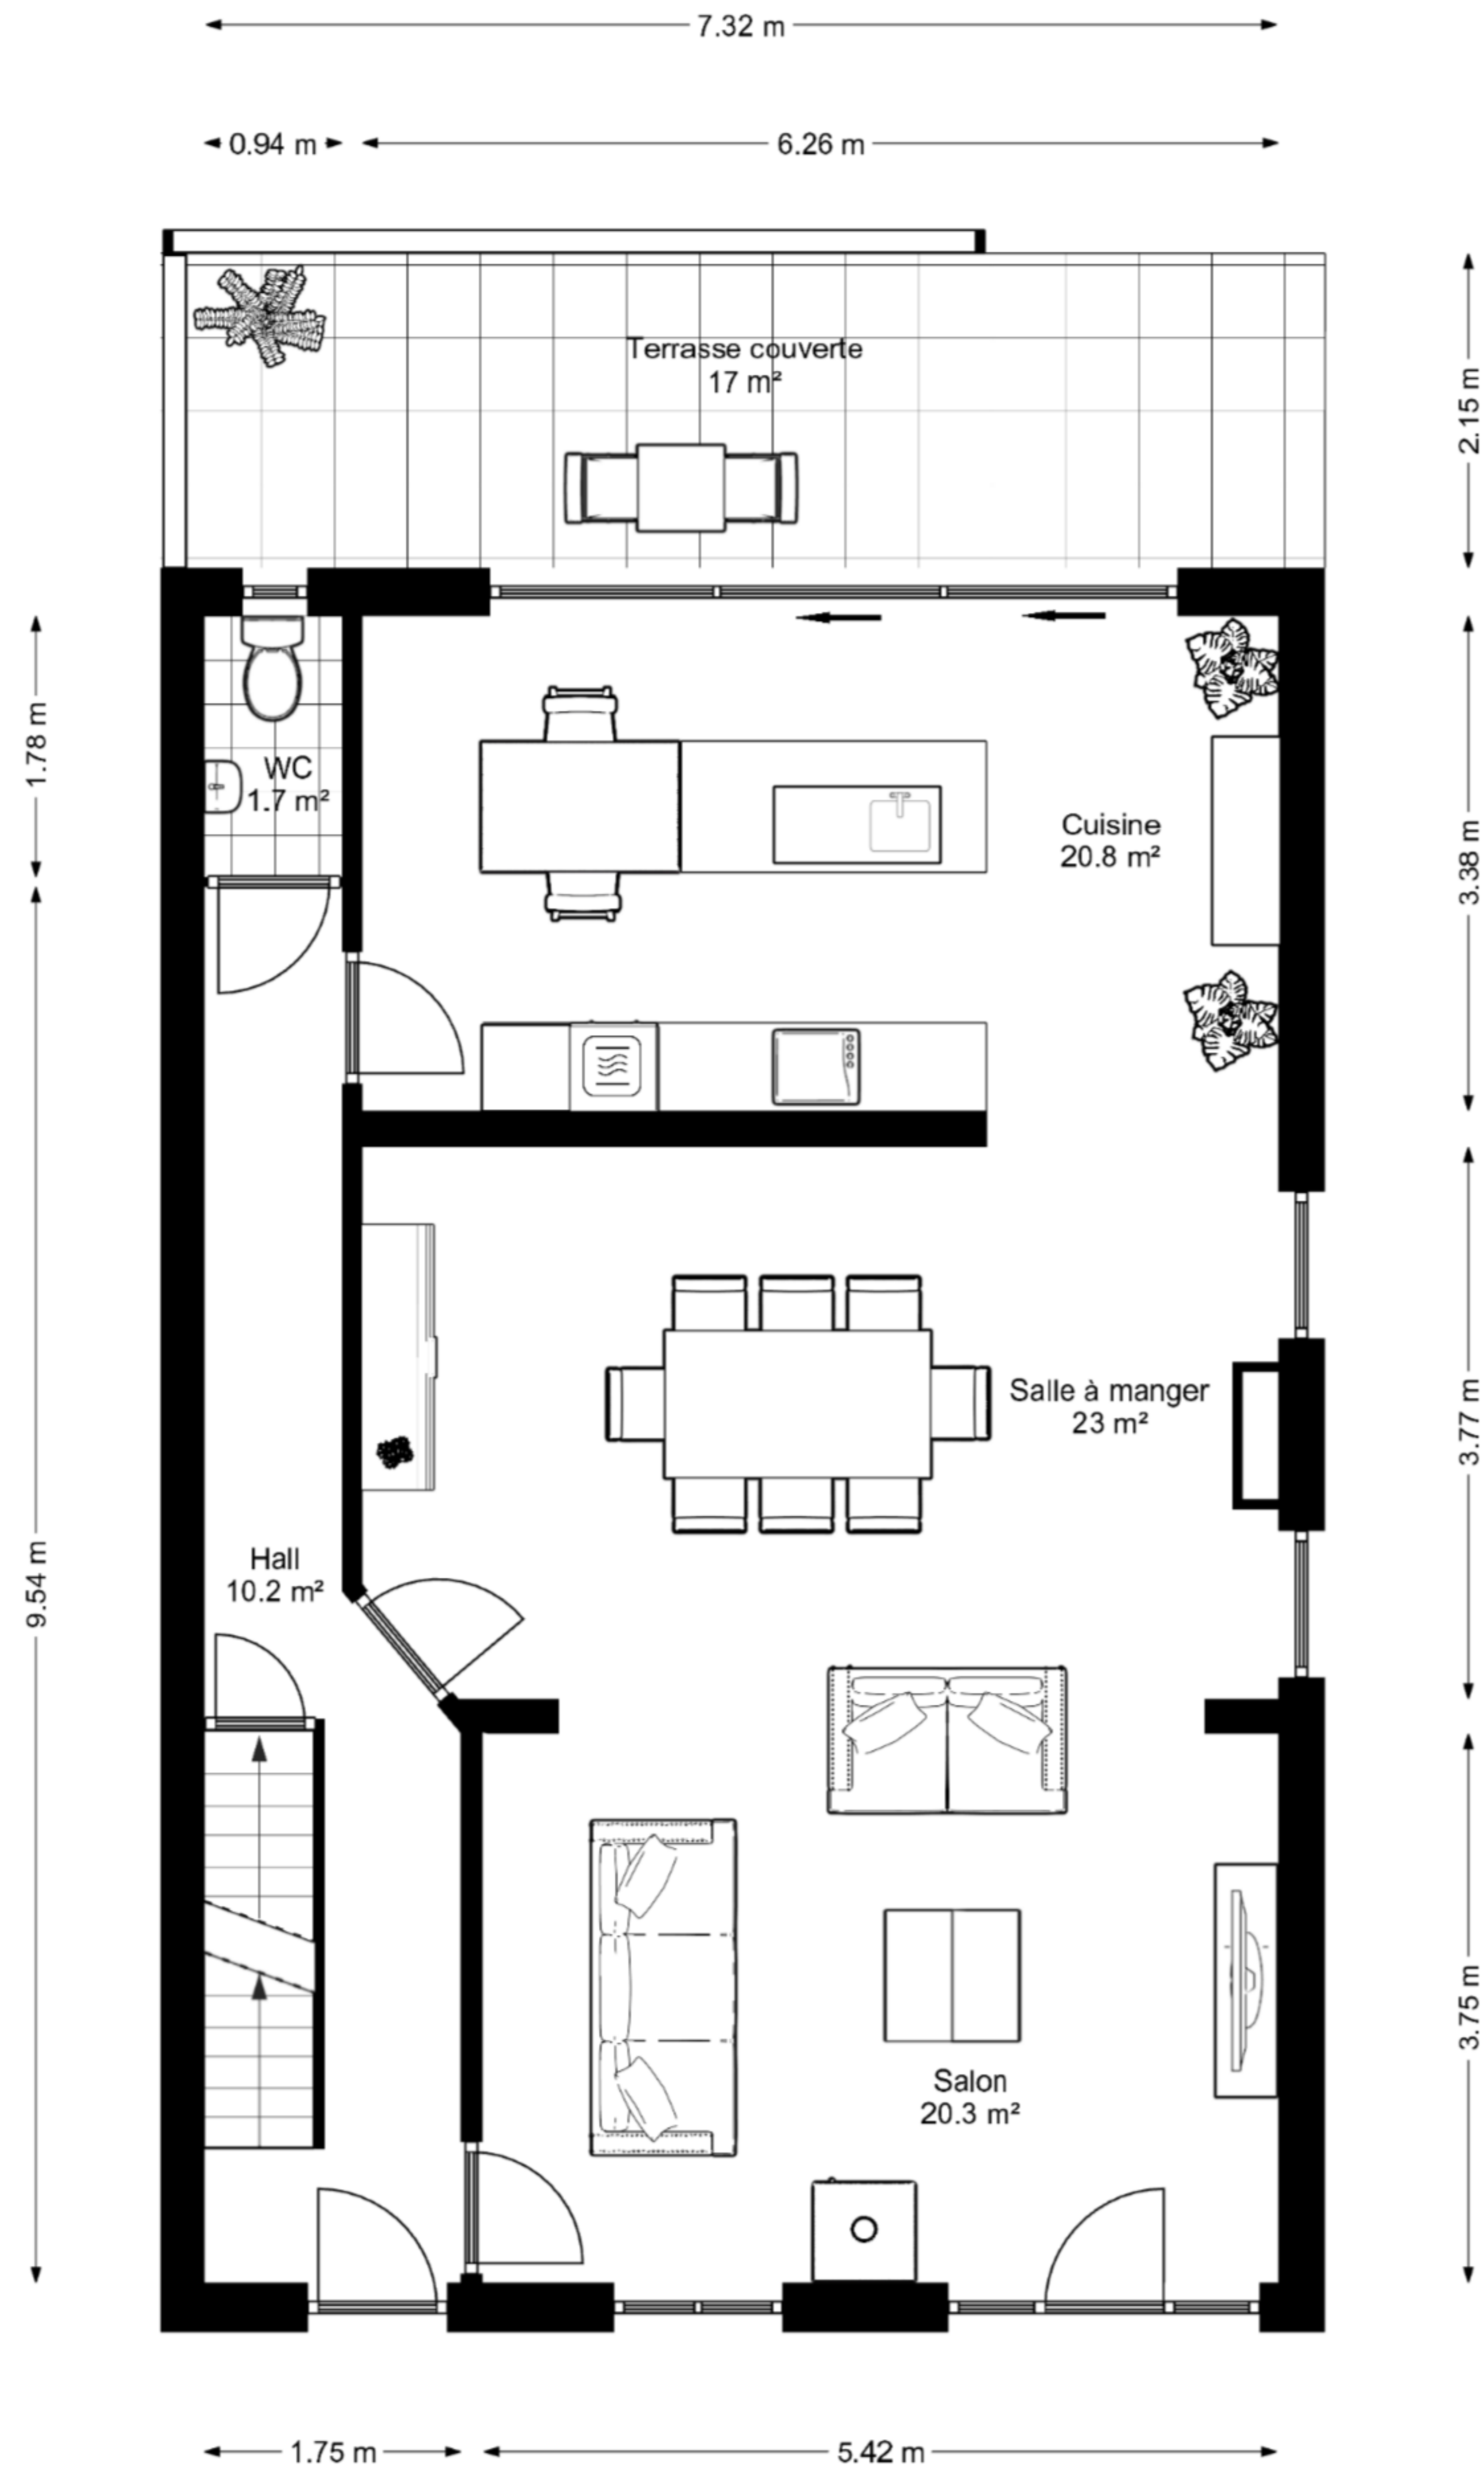 7.32 m
0.94 m
6.26 m
Terrasse couverte
17 m²
2.15 m
1.78 m
WC
1.7 m²
Cuisine
20.8 m²
3.38 m
Salle à manger
23 m²
3.77 m
Hall
10.2 m²
9.54 m
Salon
20.3 m²
3.75 m
1.75 m
5.42 m